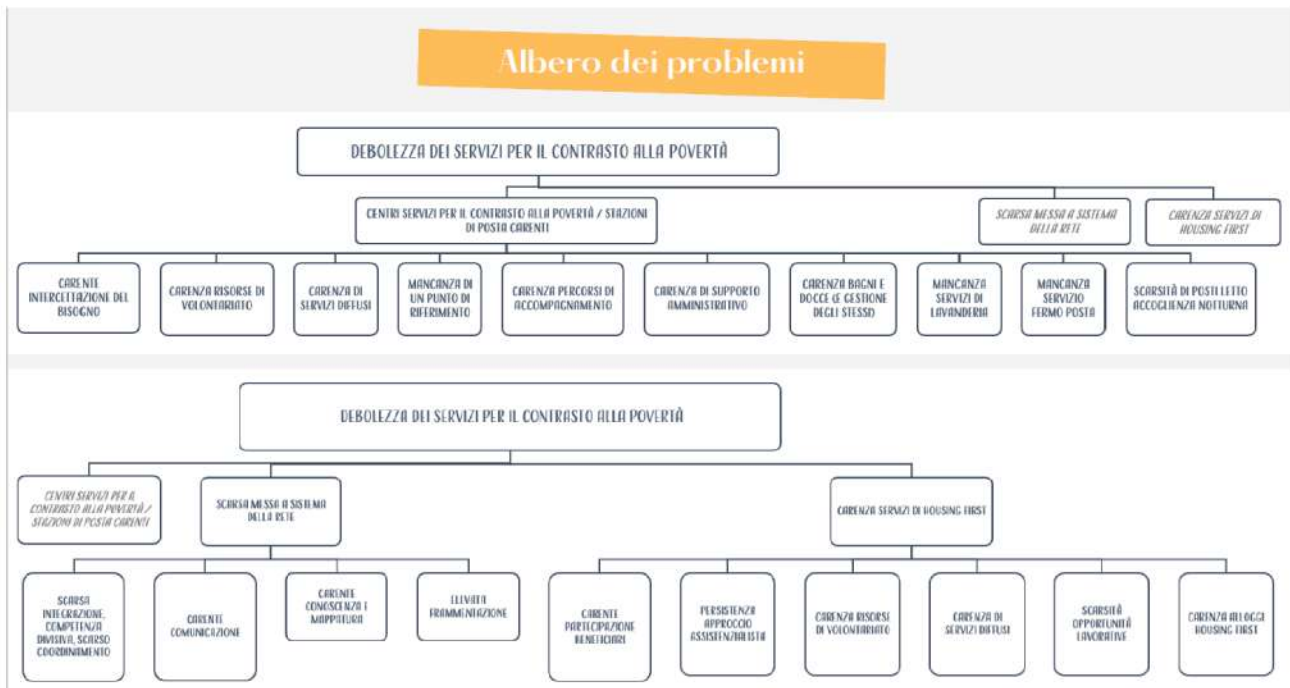 Albero dei problemi
DEBOLEZZA DEI SERVIZI PER IL CONTRASTO ALLA POVERTÀ
CENTRI SERVIZI PER IL CONTRASTO ALLA POVERTÀ / STAZIONI
DI POSTA CARENTI
SCARSA MESSA A SISTEMA
DELLA RETE
CARENZA SERVIZI DI
HOUSING FIRST
CARENTE
INTERCETTAZIONE DEL
BISOGNO
CARENZA RISORSE DI
VOLONTARIATO
CARENZA DI
SERVIZI DIFFUSI
MANCANZA DI
UN PUNTO DI
RIFERIMENTO
CARENZA PERCORSI DI
ACCOMPAGNAMENTO
CARENZA DI SUPPORTO
AMMINISTRATIVO
CARENZA BAGNI E
DOCCE (E GESTIONE
DEGLI STESSI)
MANCANZA
SERVIZI DI
LAVANDERIA
MANCANZA
SERVIZIO
FERMO POSTA
SCARSITÀ DI POSTI LETTO
ACCOGLIENZA NOTTURNA
DEBOLEZZA DEI SERVIZI PER IL CONTRASTO ALLA POVERTÀ
CENTRI SERVIZI PER IL
CONTRASTO ALLA POVERTÀ /
STAZIONI DI POSTA CARENTI
SCARSA MESSA A SISTEMA
DELLA RETE
CARENZA SERVIZI DI HOUSING FIRST
SCARSA
INTEGRAZIONE,
COMPETENZA
DIVISIVA, SCARSO
COORDINAMENTO
CARENTE
COMUNICAZIONE
CARENTE
CONOSCENZA E
MAPPATURA
ELEVATA
FRAMMENTAZIONE
CARENTE
PARTECIPAZIONE
BENEFICIARI
PERSISTENZA
APPROCCIO
ASSISTENZIALISTA
CARENZA RISORSE
DI VOLONTARIATO
CARENZA DI
SERVIZI DIFFUSI
SCARSITÀ
OPPORTUNITÀ
LAVORATIVE
CARENZA ALLOGGI
HOUSING FIRST